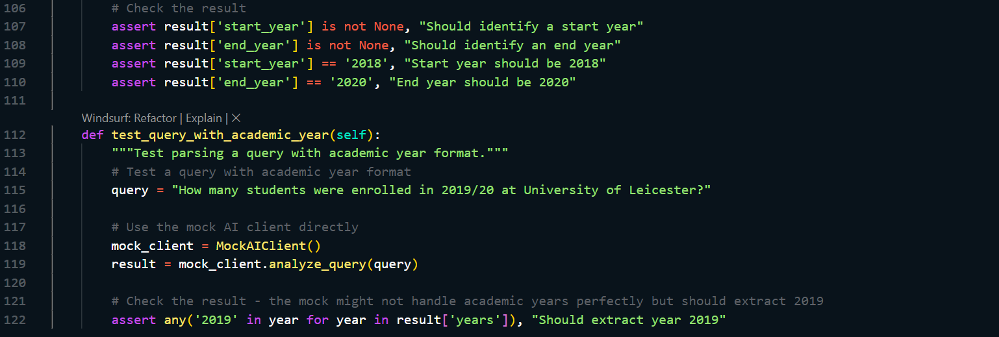 106 # Check the result
107 assert result['start_year'] is not None, "Should identify a start year"
108 assert result['end_year'] is not None, "Should identify an end year"
109 assert result['start_year'] == '2018', "Start year should be 2018"
110 assert result['end_year'] == '2020', "End year should be 2020"
111
Windsurf: Refactor | Explain | ×
112 def test_query_with_academic_year(self):
113 """Test parsing a query with academic year format."""
114 # Test a query with academic year format
115 query = "How many students were enrolled in 2019/20 at University of Leicester?"
116
117 # Use the mock AI client directly
118 mock_client = MockAIClient()
119 result = mock_client.analyze_query(query)
120
121 # Check the result - the mock might not handle academic years perfectly but should extract 2019
122 assert any('2019' in year for year in result['years']), "Should extract year 2019"